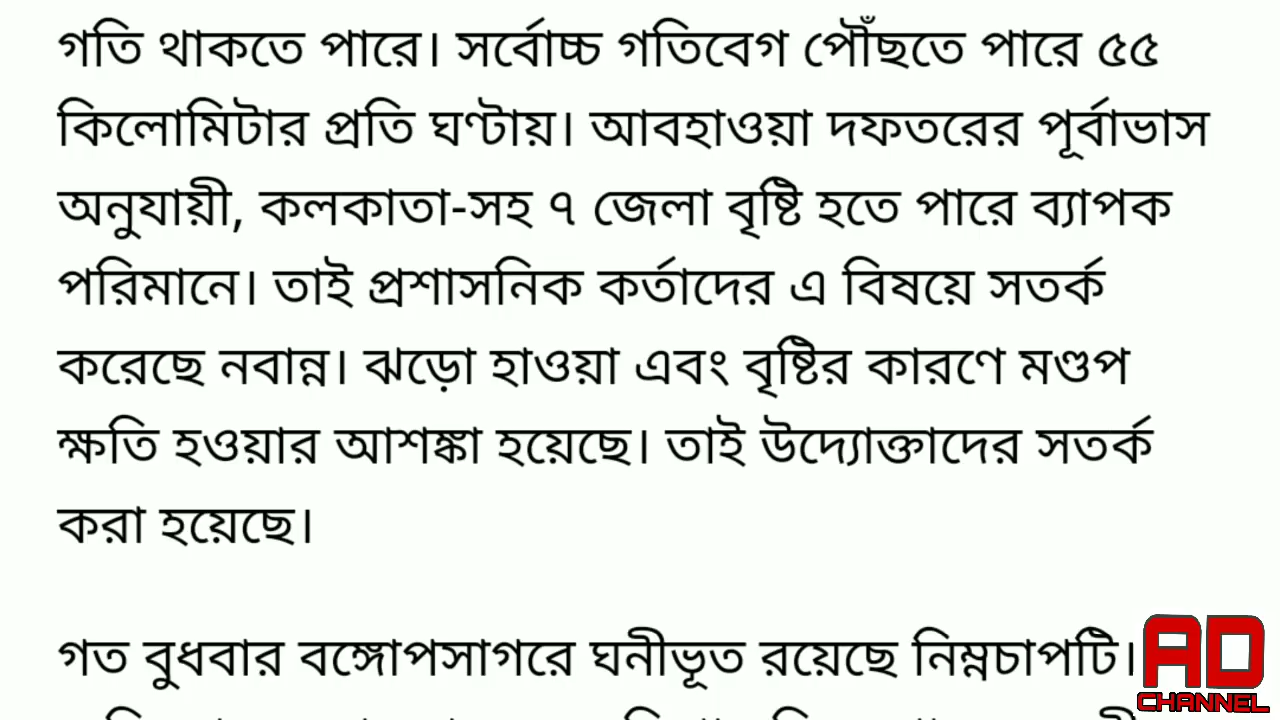 গতি থাকতে পারে। সর্বোচ্চ গতিবেগ পৌঁছতে পারে ৫৫
কিলোমিটার প্রতি ঘণ্টায়। আবহাওয়া দফতরের পূর্বাভাস
অনুযায়ী, কলকাতা-সহ ৭ জেলা বৃষ্টি হতে পারে ব্যাপক
পরিমানে। তাই প্রশাসনিক কর্তাদের এ বিষয়ে সতর্ক
করেছে নবান্ন। ঝড়ো হাওয়া এবং বৃষ্টির কারণে মণ্ডপ
ক্ষতি হওয়ার আশঙ্কা হয়েছে। তাই উদ্যোক্তাদের সতর্ক
করা হয়েছে।
গত বুধবার বঙ্গোপসাগরে ঘনীভূত রয়েছে নিম্নচাপটি।
AD
CHANNEL